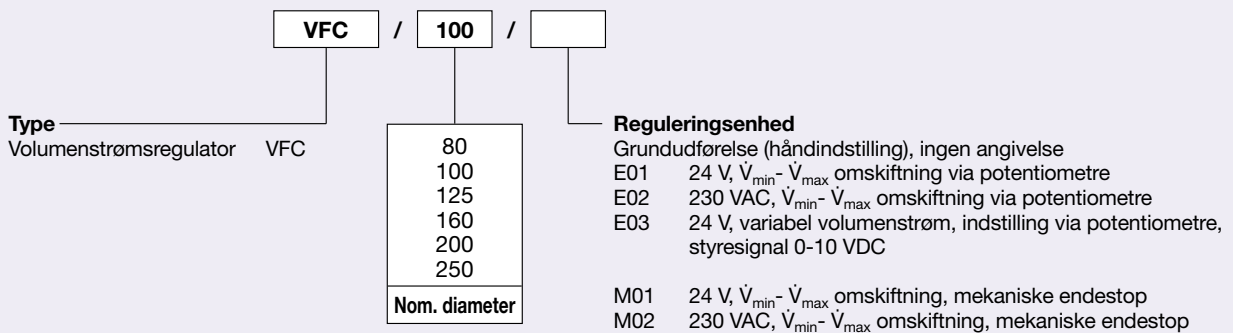 VFC / 100 /
Type
Volumenstrømsregulator VFC
80
100
125
160
200
250
Nom. diameter
Reguleringsenhed
Grundudførelse (håndindstilling), ingen angivelse
E01 24 V, V̇min- V̇max omskiftning via potentiometre
E02 230 VAC, V̇min- V̇max omskiftning via potentiometre
E03 24 V, variabel volumenstrøm, indstilling via potentiometre,
styresignal 0-10 VDC
M01 24 V, V̇min- V̇max omskiftning, mekaniske endestop
M02 230 VAC, V̇min- V̇max omskiftning, mekaniske endestop